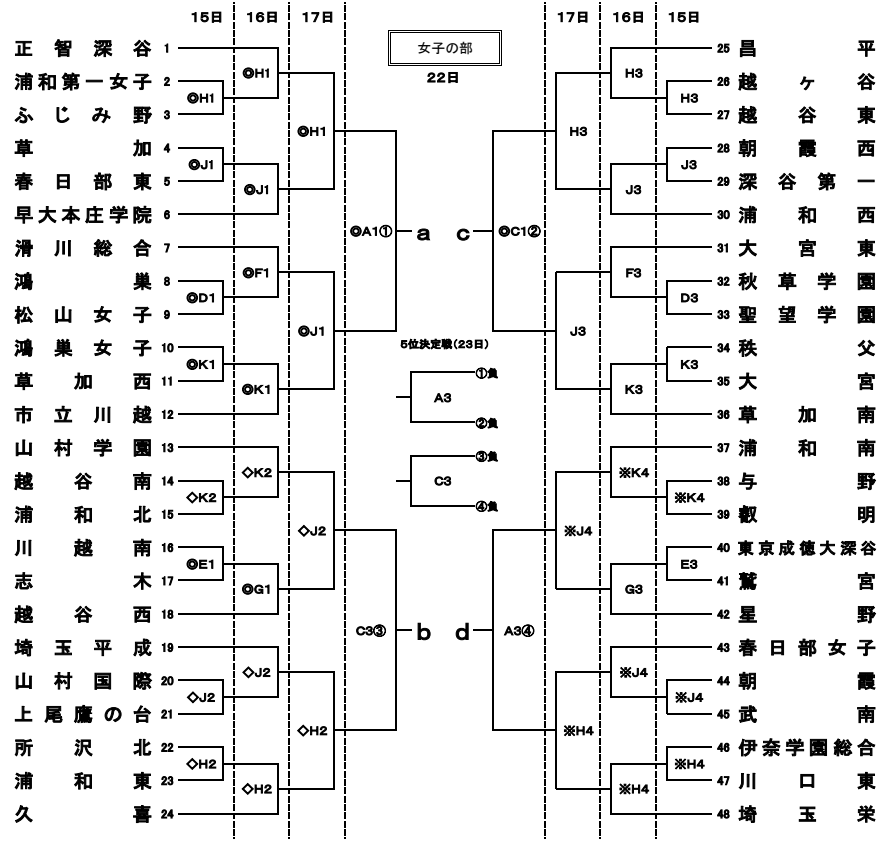 15日 16日 17日 17日 16日 15日
女子の部
22日
正智深谷 1
浦和第一女子 2
ふじみ野 3
草加 4
春日部東 5
早大本庄学院 6
滑川総合 7
鴻巣 8
松山女子 9
鴻巣女子 10
草加西 11
市立川越 12
山村学園 13
越谷南 14
浦和北 15
川越南 16
志木 17
越谷西 18
埼玉平成 19
山村国際 20
上尾鷹の台 21
所沢北 22
浦和東 23
久喜 24
◎H1
◎J1
◎D1
◎K1
◇K2
◎E1
◇J2
◇H2
◎H1
◎J1
◎F1
◎K1
◇K2
◎G1
◇J2
◇H2
◎H1
◎J1
◇J2
◇H2
◎A1①
C3③
a c
b d
5位決定戦(23日)
①負
A3
②負
③負
C3
④負
◎C1②
A3④
H3
J3
※J4
※H4
H3
J3
F3
K3
※K4
G3
※J4
※H4
H3
J3
D3
K3
※K4
E3
※J4
※H4
25 昌平
26 越ヶ谷
27 越谷東
28 朝霞西
29 深谷第一
30 浦和西
31 大宮東
32 秋草学園
33 聖望学園
34 秩父
35 大宮
36 草加南
37 浦和南
38 与野
39 叡明
40 東京成徳大深谷
41 鷲宮
42 星野
43 春日部女子
44 朝霞
45 武南
46 伊奈学園総合
47 川口東
48 埼玉栄